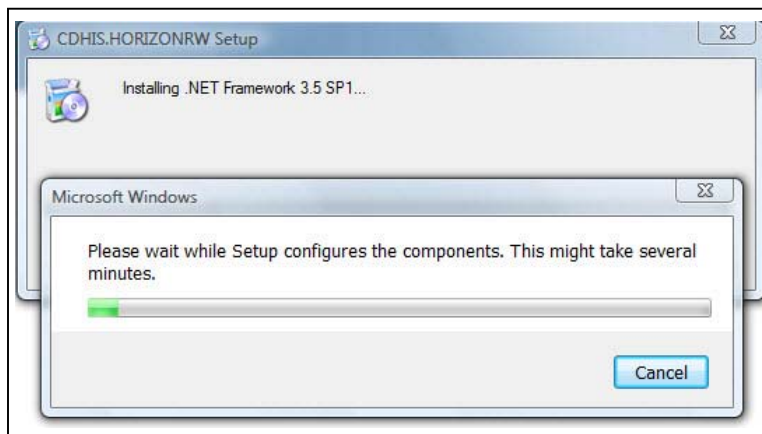 CDHIS.HORIZONRW Setup
Installing .NET Framework 3.5 SP1...
Microsoft Windows
Please wait while Setup configures the components. This might take several
minutes.
Cancel